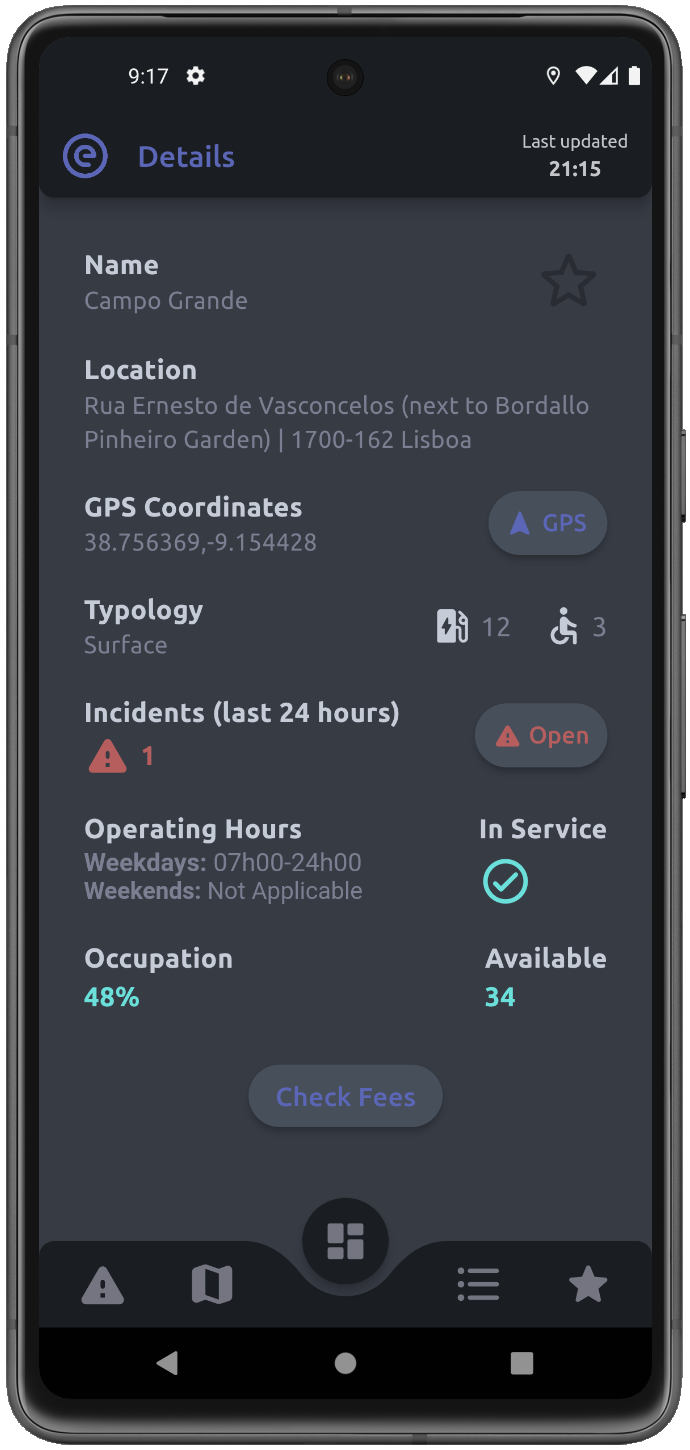 9:17
Details
Last updated
21:15
Name
Campo Grande
Location
Rua Ernesto de Vasconcelos (next to Bordallo
Pinheiro Garden) | 1700-162 Lisboa
GPS Coordinates
38.756369,-9.154428
GPS
Typology
Surface
12
3
Incidents (last 24 hours)
1
Open
Operating Hours
Weekdays: 07h00-24h00
Weekends: Not Applicable
In Service
Occupation
48%
Available
34
Check Fees